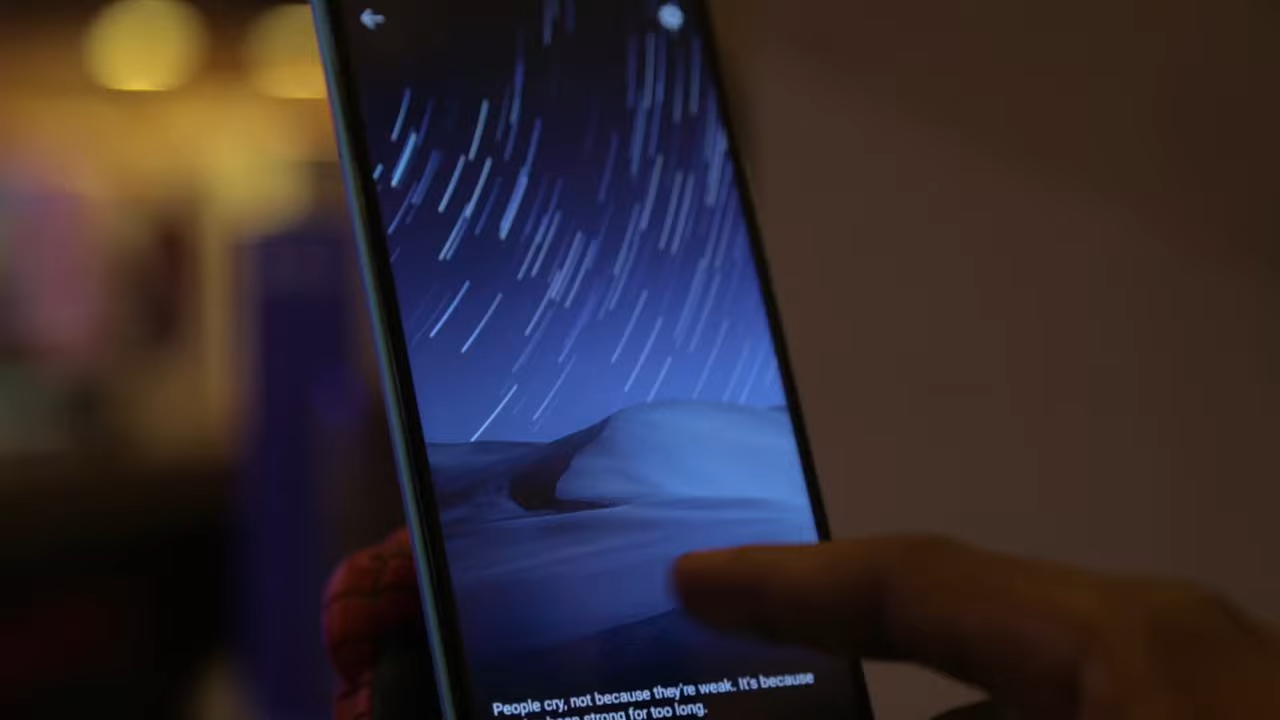 People cry, not because they're weak. It's because
been strong for too long.